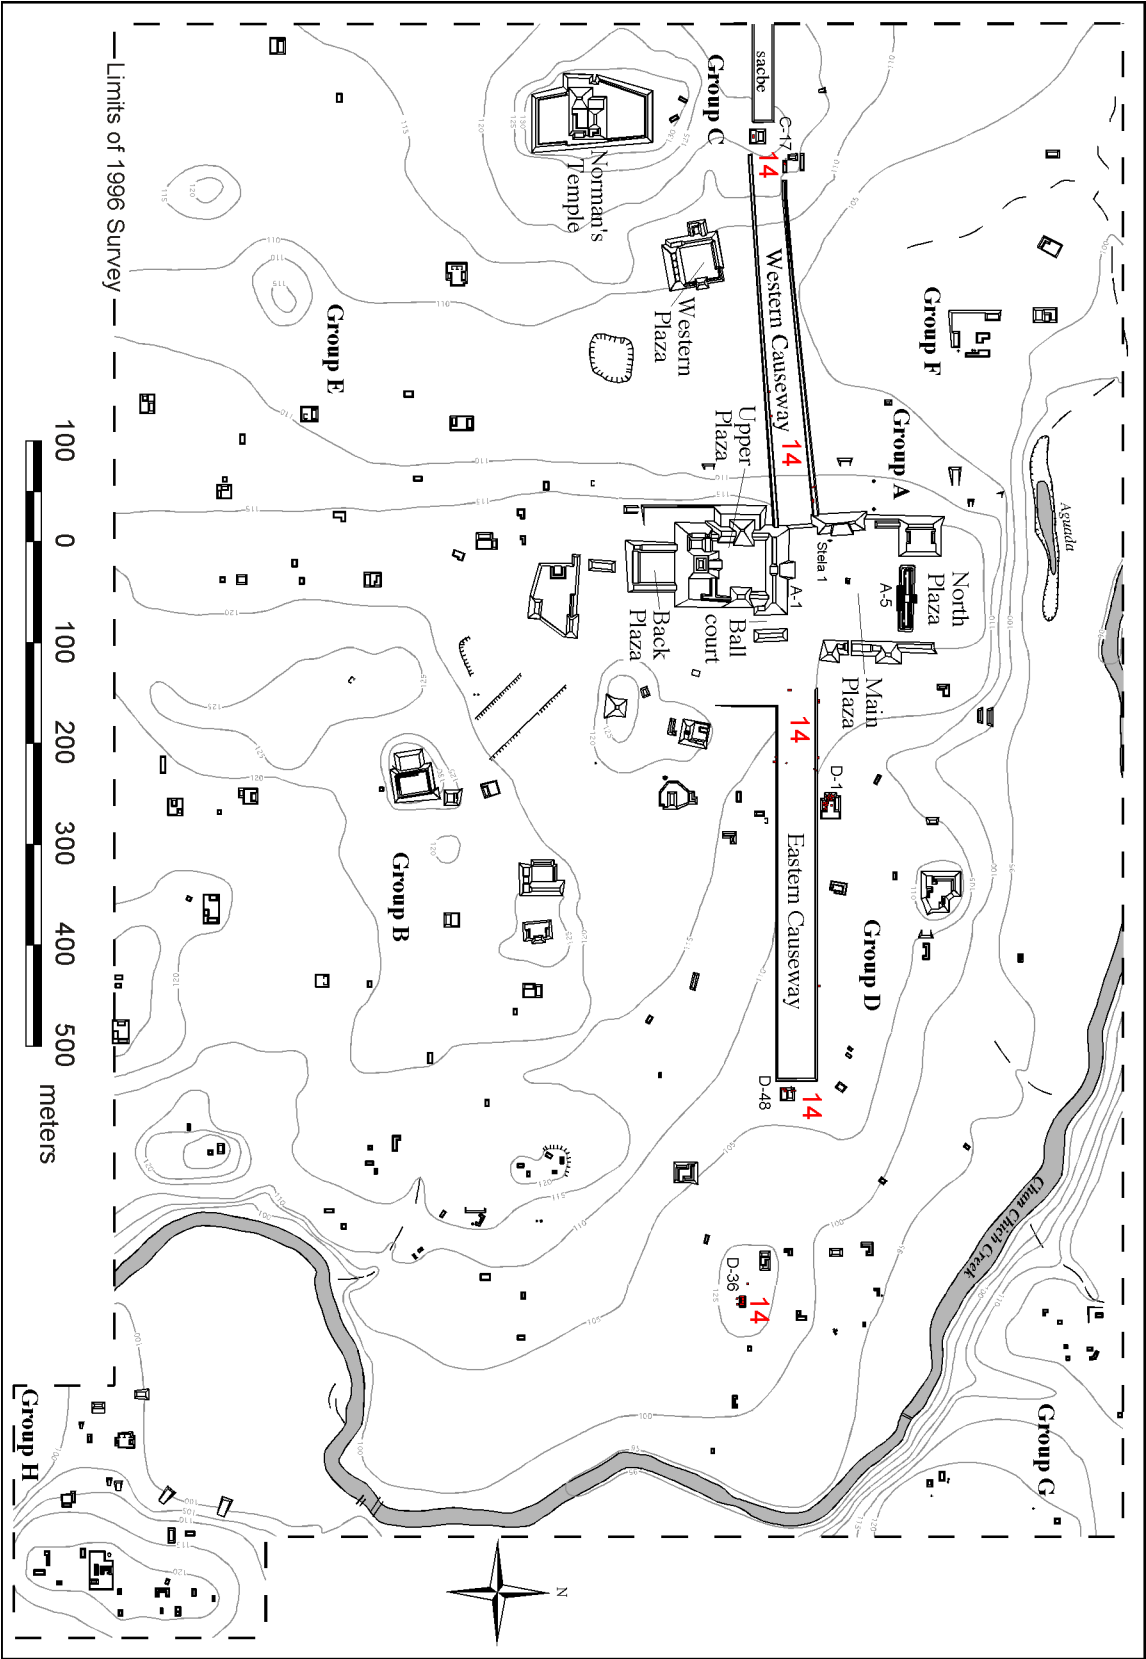 Group G
Chan Chich Creek
Aguada
Group F
Group A
North
Plaza
A-5
Main
Plaza
Stela 1
A-1
D-1
Group D
sacbe
C-17
14
Western Causeway
14
14
Eastern Causeway
14
D-48
14
D-36
Group C
Western
Plaza
Upper
Plaza
Ball
court
Back
Plaza
Norman's
Temple
Group E
Group B
Group H
N
Limits of 1996 Survey
100
0
100
200
300
400
500
meters